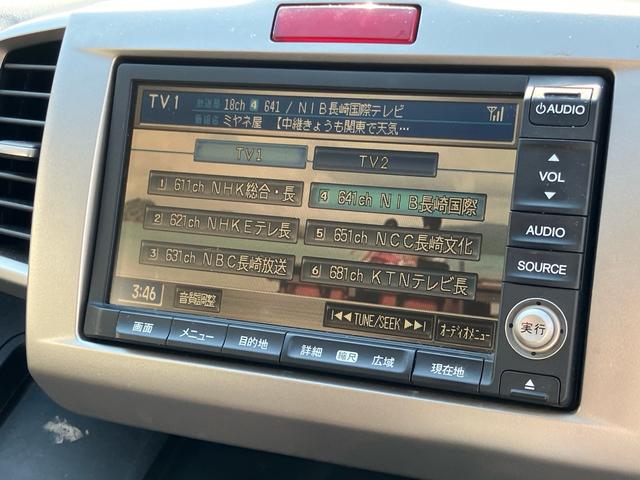 TV1 放送局 18ch 4 641 / NIB長崎国際テレビ
番組名 ミヤネ屋 【中継きょうも関東で天気…
TV1 TV2
1 611ch NHK総合・長
4 641ch NIB長崎国際
2 621ch NHKEテレ長
5 651ch NCC長崎文化
3 631ch NBC長崎放送
6 681ch KTNテレビ長
3:46 音質調整 TUNE/SEEK オーディオメニュー
画面 メニュー 目的地 詳細 縮尺 広域 現在地
AUDIO
VOL
AUDIO
SOURCE
実行